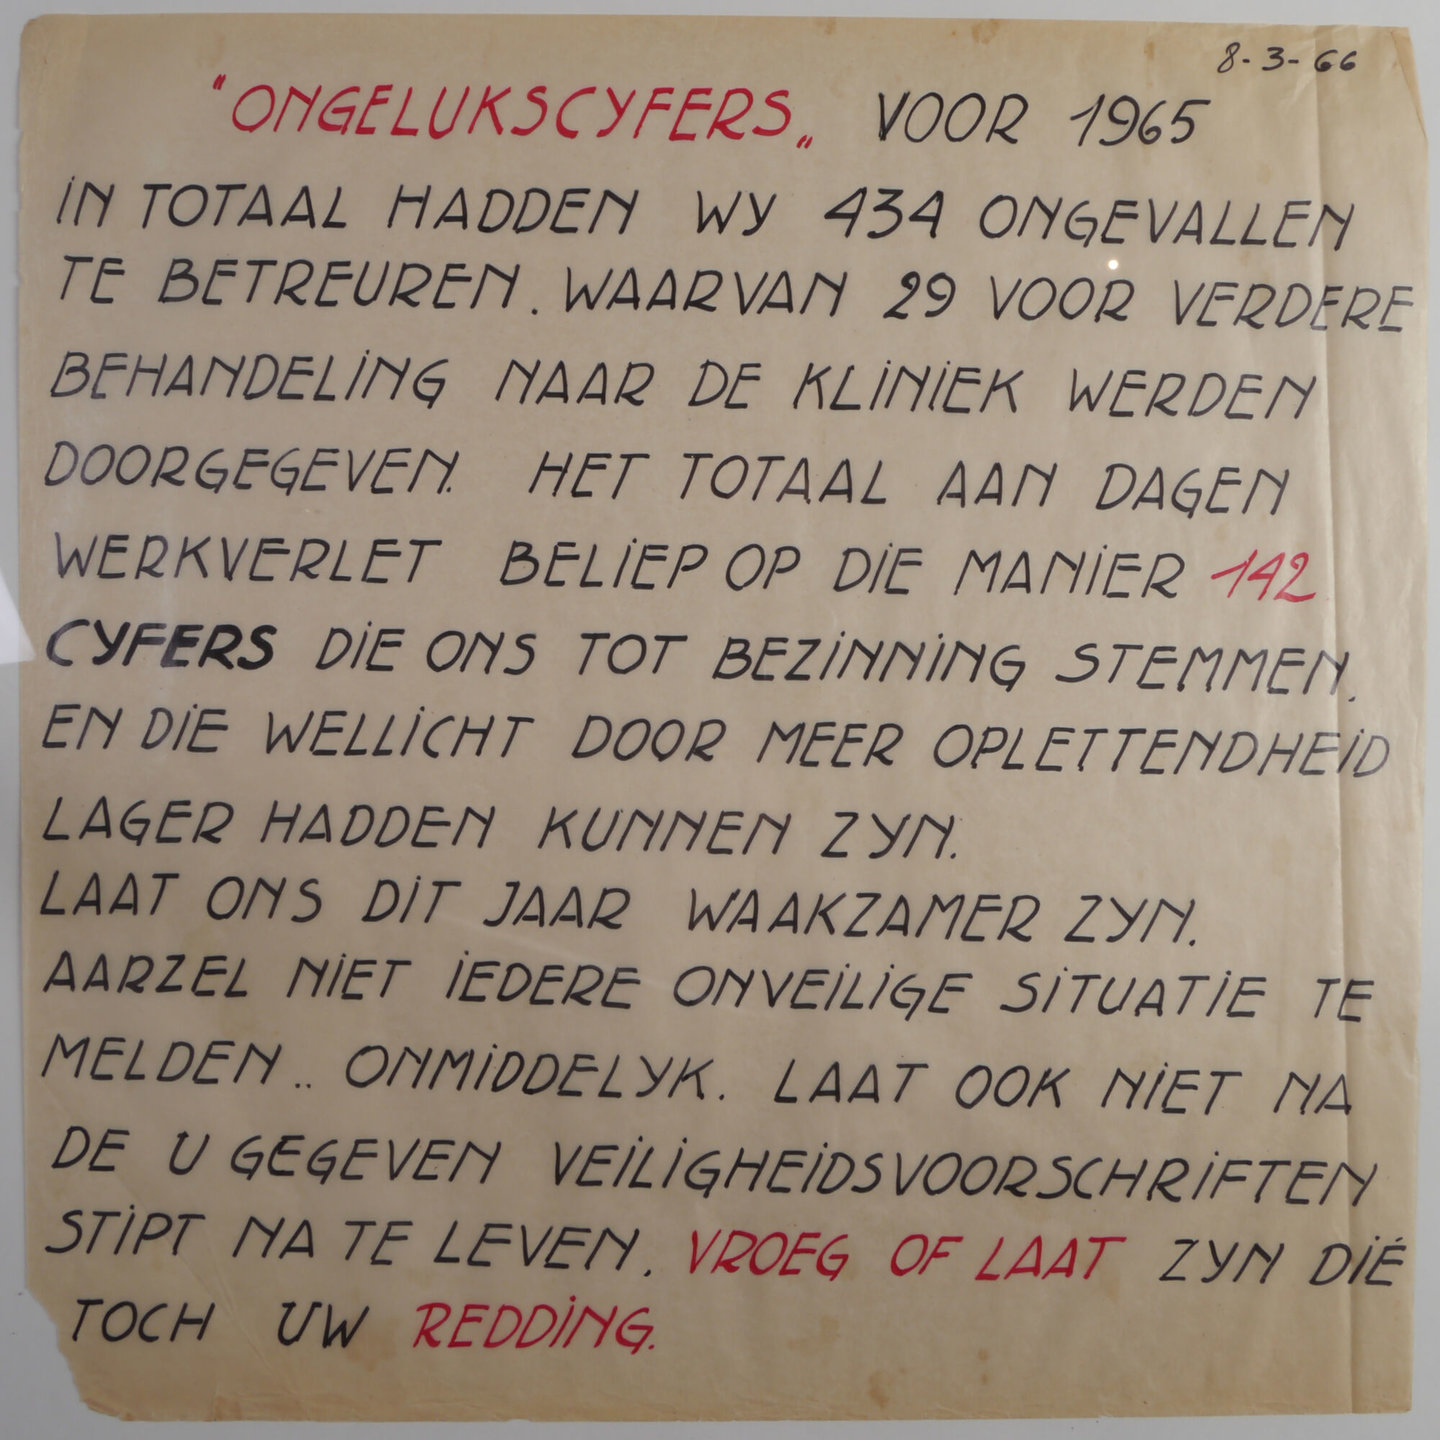 8-3-66
"ONGELUKSCYFERS„ VOOR 1965
IN TOTAAL HADDEN WY 434 ONGEVALLEN
TE BETREUREN. WAARVAN 29 VOOR VERDERE
BEHANDELING NAAR DE KLINIEK WERDEN
DOORGEGEVEN. HET TOTAAL AAN DAGEN
WERKVERLET BELIEP OP DIE MANIER 142
CYFERS DIE ONS TOT BEZINNING STEMMEN.
EN DIE WELLICHT DOOR MEER OPLETTENDHEID
LAGER HADDEN KUNNEN ZYN.
LAAT ONS DIT JAAR WAAKZAMER ZYN.
AARZEL NIET IEDERE ONVEILIGE SITUATIE TE
MELDEN.. ONMIDDELYK. LAAT OOK NIET NA
DE U GEGEVEN VEILIGHEIDSVOORSCHRIFTEN
STIPT NA TE LEVEN. VROEG OF LAAT ZYN DIÉ
TOCH UW REDDING.